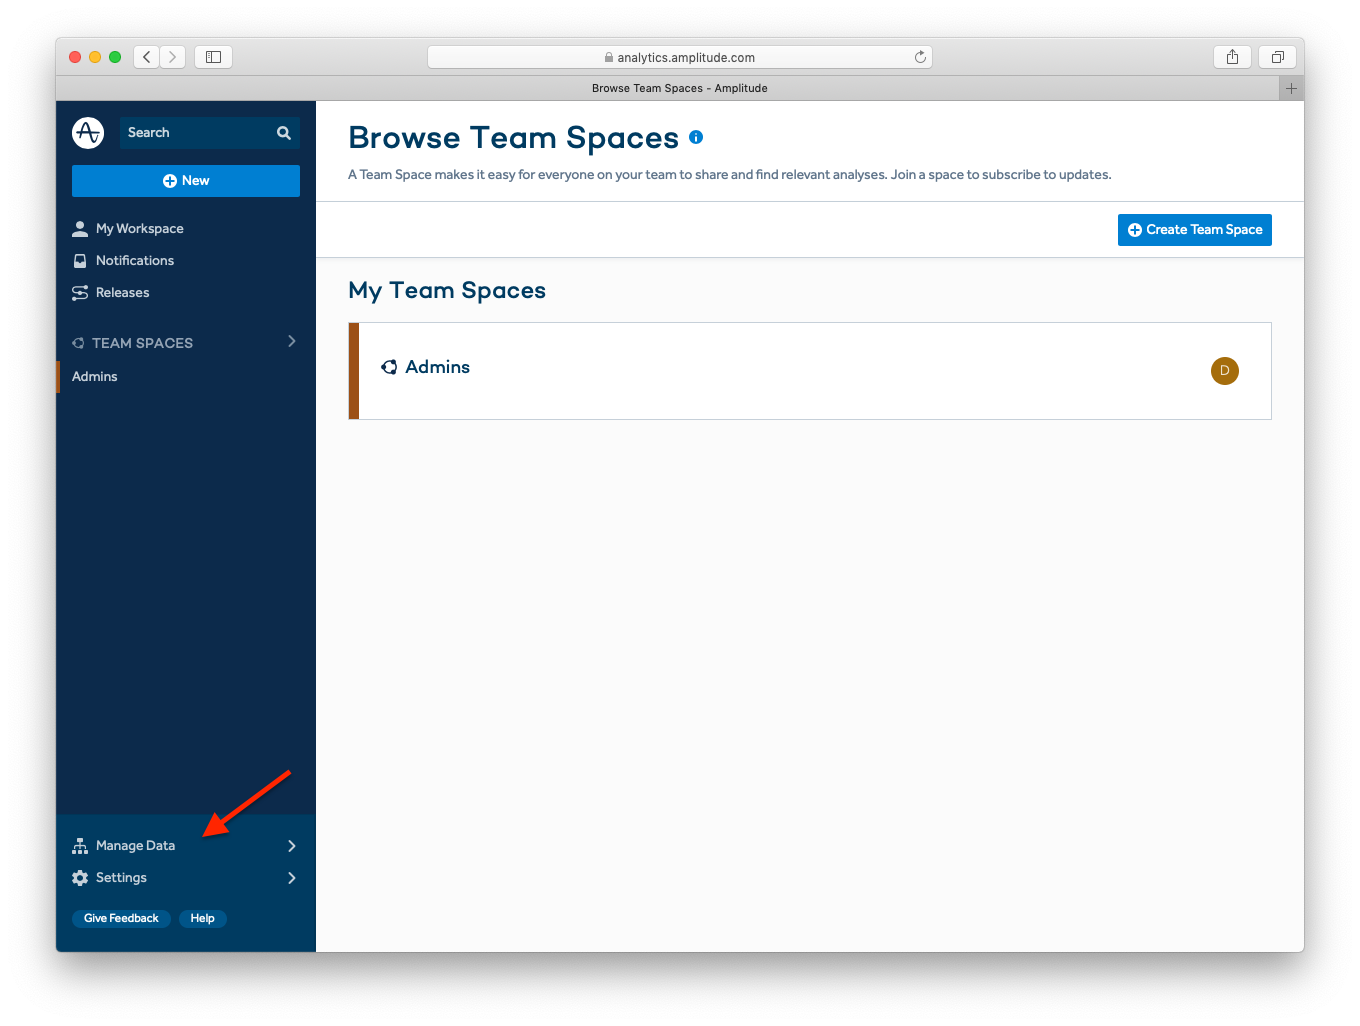 analytics.amplitude.com
Browse Team Spaces - Amplitude
Search
New
My Workspace
Notifications
Releases
TEAM SPACES
Admins
Manage Data
Settings
Give Feedback
Help
Browse Team Spaces
A Team Space makes it easy for everyone on your team to share and find relevant analyses. Join a space to subscribe to updates.
Create Team Space
My Team Spaces
Admins
D